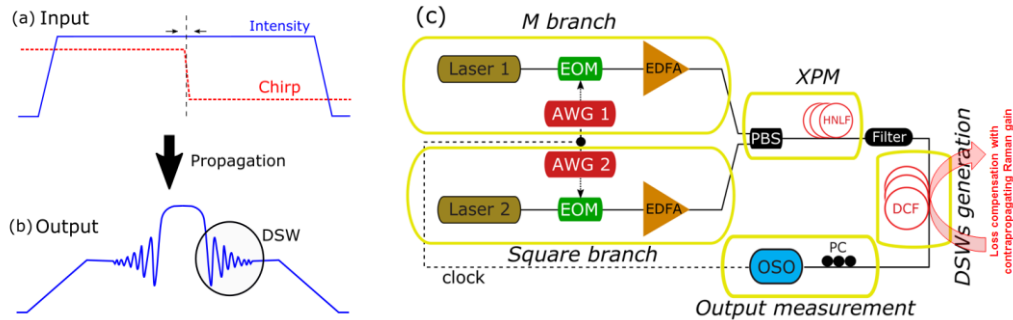 (a) Input
Intensity
Chirp
Propagation
(b) Output
DSW
(c)
M branch
Laser 1
EOM
EDFA
AWG 1
AWG 2
Laser 2
EOM
EDFA
Square branch
clock
XPM
PBS
HNLF
Filter
DCF
DSWs generation
Loss compensation with
contrapropagating Raman gain
PC
OSO
Output measurement